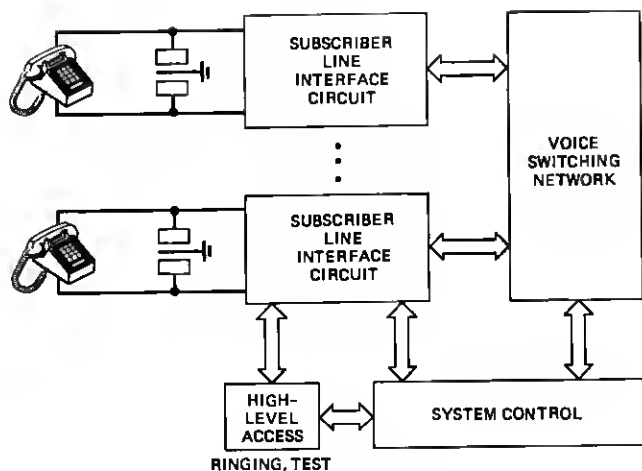 SUBSCRIBER
LINE
INTERFACE
CIRCUIT
VOICE
SWITCHING
NETWORK
SUBSCRIBER
LINE
INTERFACE
CIRCUIT
HIGH-
LEVEL
ACCESS
SYSTEM CONTROL
RINGING, TEST